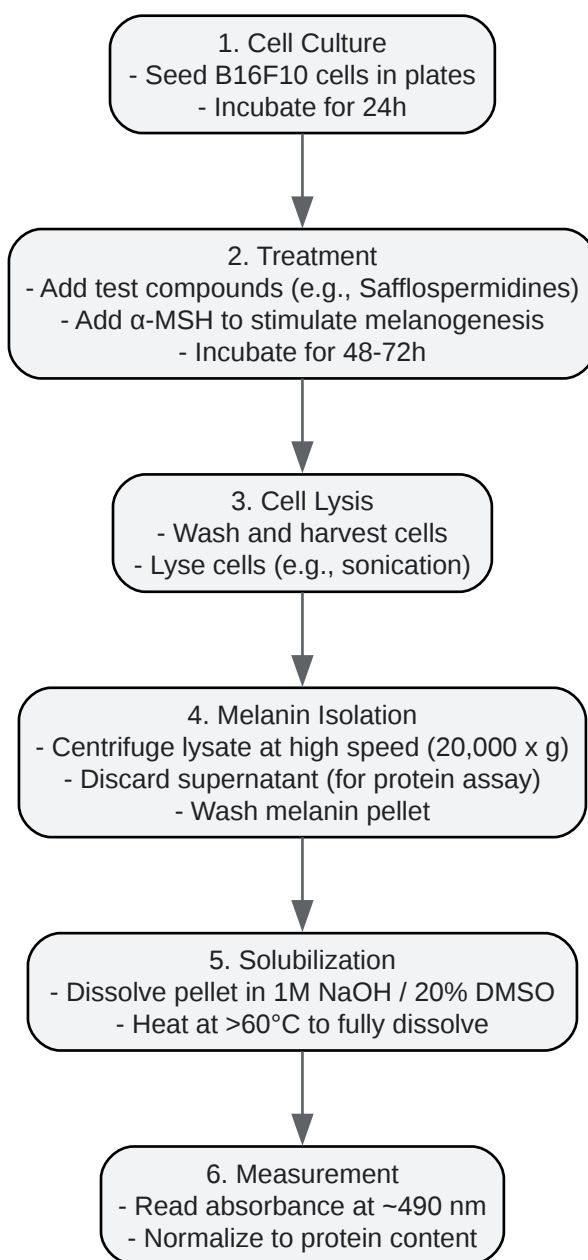 1. Cell Culture
- Seed B16F10 cells in plates
- Incubate for 24h
2. Treatment
- Add test compounds (e.g., Safflospermidines)
- Add α-MSH to stimulate melanogenesis
- Incubate for 48-72h
3. Cell Lysis
- Wash and harvest cells
- Lyse cells (e.g., sonication)
4. Melanin Isolation
- Centrifuge lysate at high speed (20,000 x g)
- Discard supernatant (for protein assay)
- Wash melanin pellet
5. Solubilization
- Dissolve pellet in 1M NaOH / 20% DMSO
- Heat at >60°C to fully dissolve
6. Measurement
- Read absorbance at ~490 nm
- Normalize to protein content